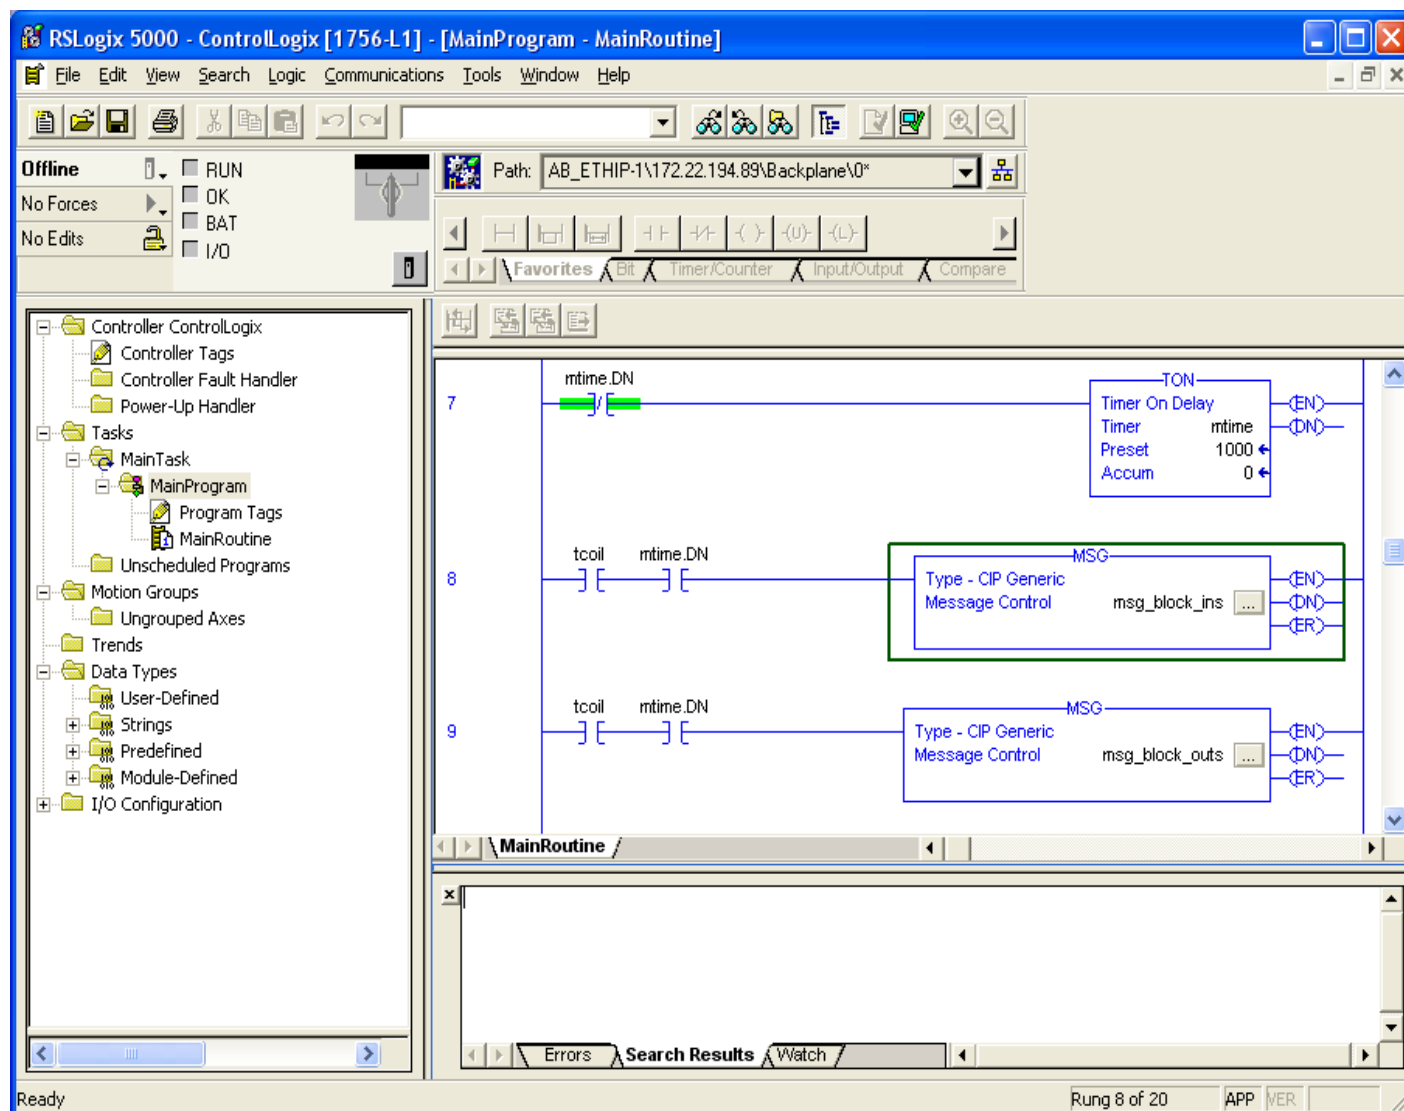 RSLogix 5000 - ControlLogix [1756-L1] - [MainProgram - MainRoutine]
File Edit View Search Logic Communications Tools Window Help
Offline
RUN
No Forces
OK
No Edits
BAT
I/O
Path: AB_ETHIP-1\172.22.194.89\Backplane\0*
(U) (L)
Favorites Bit Timer/Counter Input/Output Compare
Controller ControlLogix
Controller Tags
Controller Fault Handler
Power-Up Handler
Tasks
MainTask
MainProgram
Program Tags
MainRoutine
Unscheduled Programs
Motion Groups
Ungrouped Axes
Trends
Data Types
User-Defined
Strings
Predefined
Module-Defined
I/O Configuration
7
mtime.DN
TON
Timer On Delay
Timer mtime
Preset 1000
Accum 0
(EN)
(DN)
8
tcoil mtime.DN
MSG
Type - CIP Generic
Message Control msg_block_ins ...
(EN)
(DN)
(ER)
9
tcoil mtime.DN
MSG
Type - CIP Generic
Message Control msg_block_outs ...
(EN)
(DN)
(ER)
MainRoutine
Errors Search Results Watch
Ready
Rung 8 of 20 APP VER